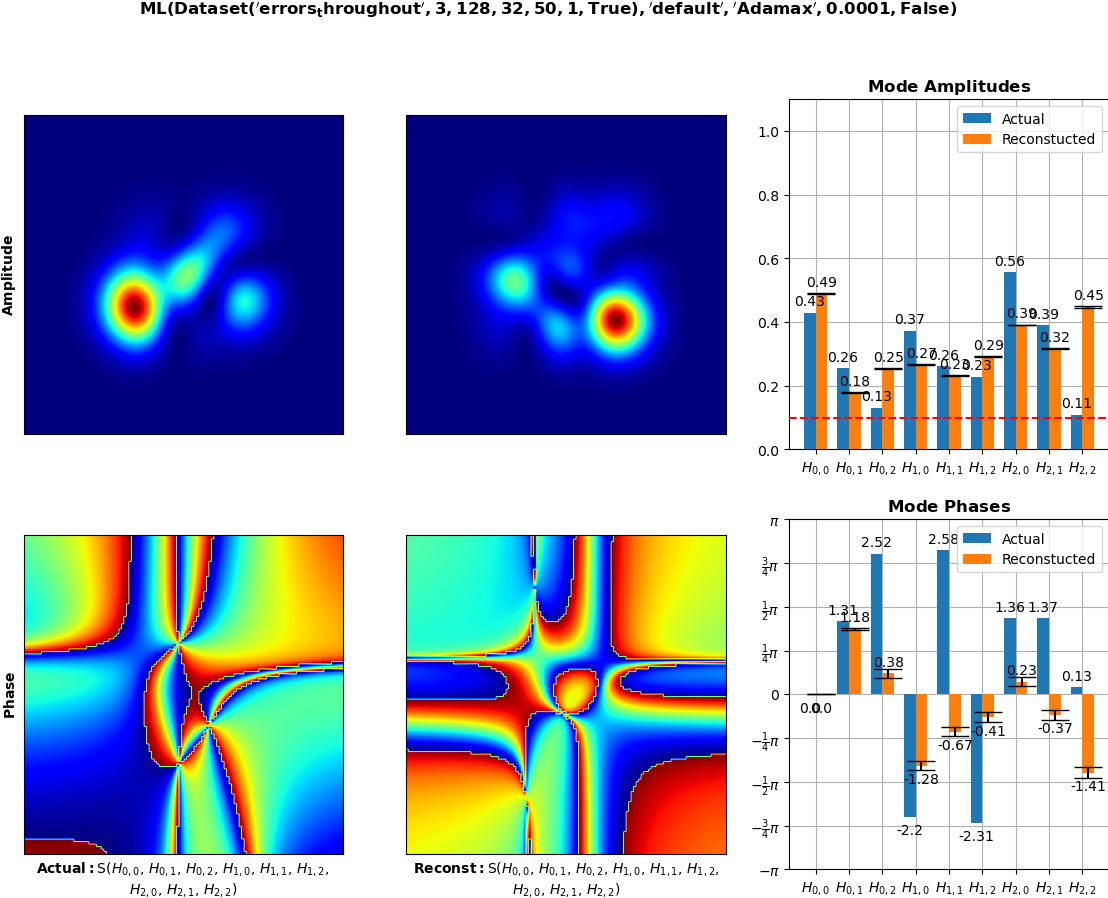 ML(Dataset('errors_throughout', 3, 128, 32, 50, 1, True), 'default', 'Adamax', 0.0001, False)
Amplitude
Mode Amplitudes
Actual
Reconstucted
1.0
0.8
0.6
0.4
0.2
0.0
0.43
0.49
0.26
0.18
0.13
0.25
0.37
0.27
0.26
0.23
0.23
0.29
0.56
0.39
0.39
0.32
0.11
0.45
H0,0 H0,1 H0,2 H1,0 H1,1 H1,2 H2,0 H2,1 H2,2
Phase
Mode Phases
Actual
Reconstucted
π
3/4π
1/2π
1/4π
0
−1/4π
−1/2π
−3/4π
−π
0.0
0.0
1.31
1.18
2.52
0.38
-2.2
-1.28
2.58
-0.67
-2.31
-0.41
1.36
0.23
1.37
-0.37
0.13
-1.41
H0,0 H0,1 H0,2 H1,0 H1,1 H1,2 H2,0 H2,1 H2,2
Actual: S(H0,0, H0,1, H0,2, H1,0, H1,1, H1,2,
H2,0, H2,1, H2,2)
Reconst: S(H0,0, H0,1, H0,2, H1,0, H1,1, H1,2,
H2,0, H2,1, H2,2)